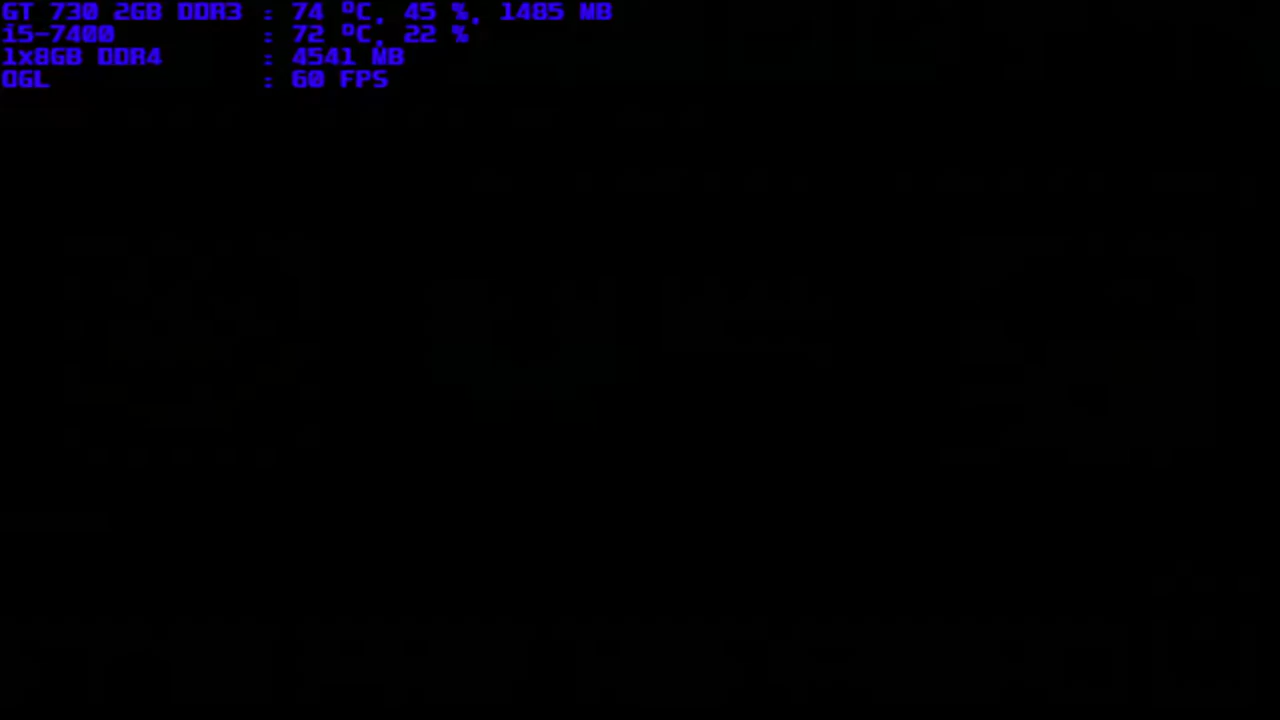 GT 730 2GB DDR3 : 74 ºC, 45 %, 1485 MB
i5-7400 : 72 ºC, 22 %
1x8GB DDR4 : 4541 MB
OGL : 60 FPS